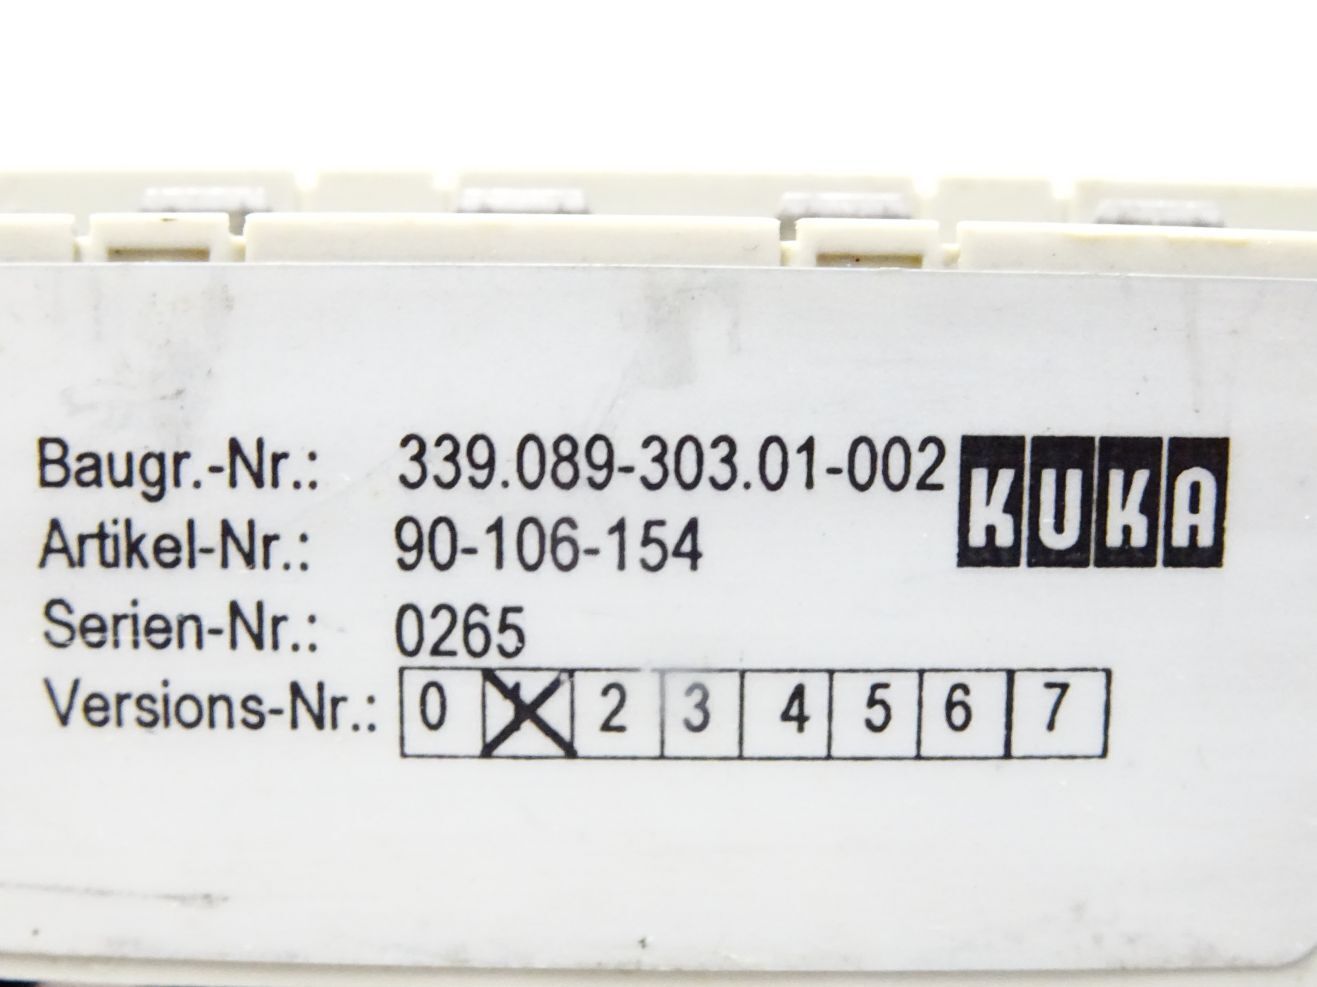 Baugr.-Nr.: 339.089-303.01-002 KUKA
Artikel-Nr.: 90-106-154
Serien-Nr.: 0265
Versions-Nr.: 0 1 2 3 4 5 6 7